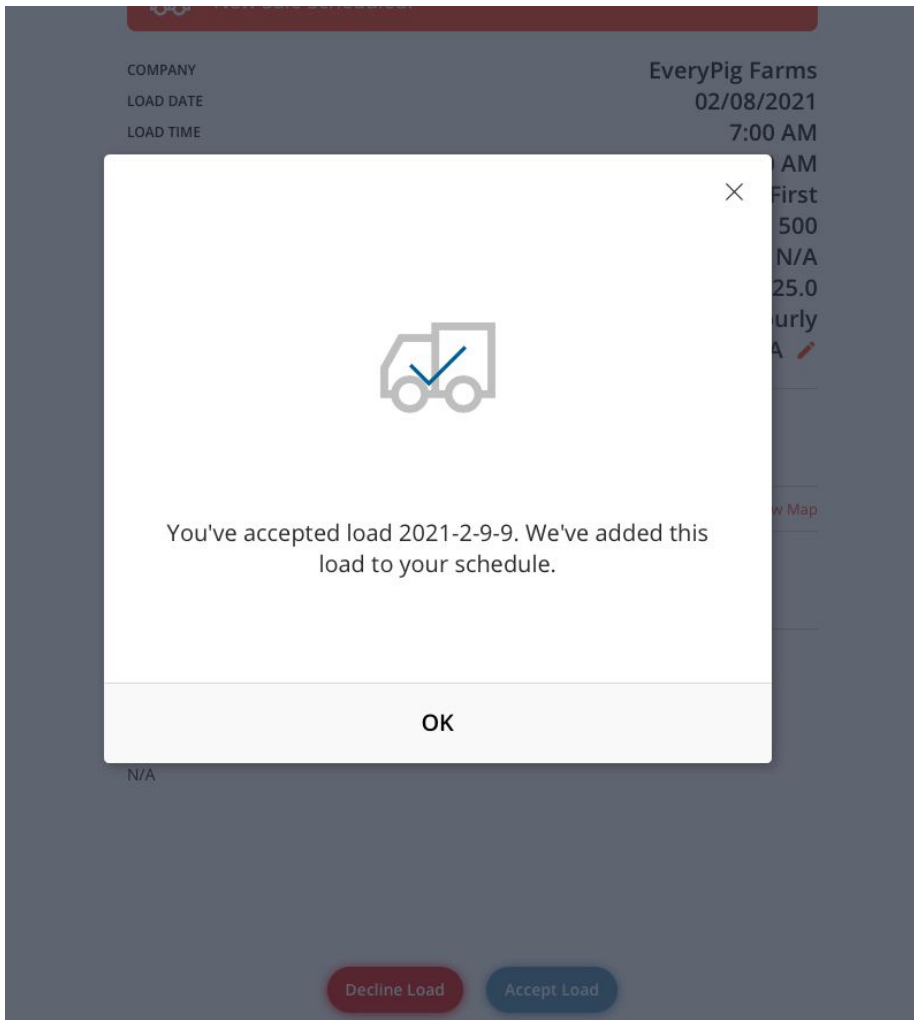 COMPANY EveryPig Farms
LOAD DATE 02/08/2021
LOAD TIME 7:00 AM
AM
First
500
N/A
25.0
A
You've accepted load 2021-2-9-9. We've added this
load to your schedule.
Map
OK
N/A
Decline Load Accept Load